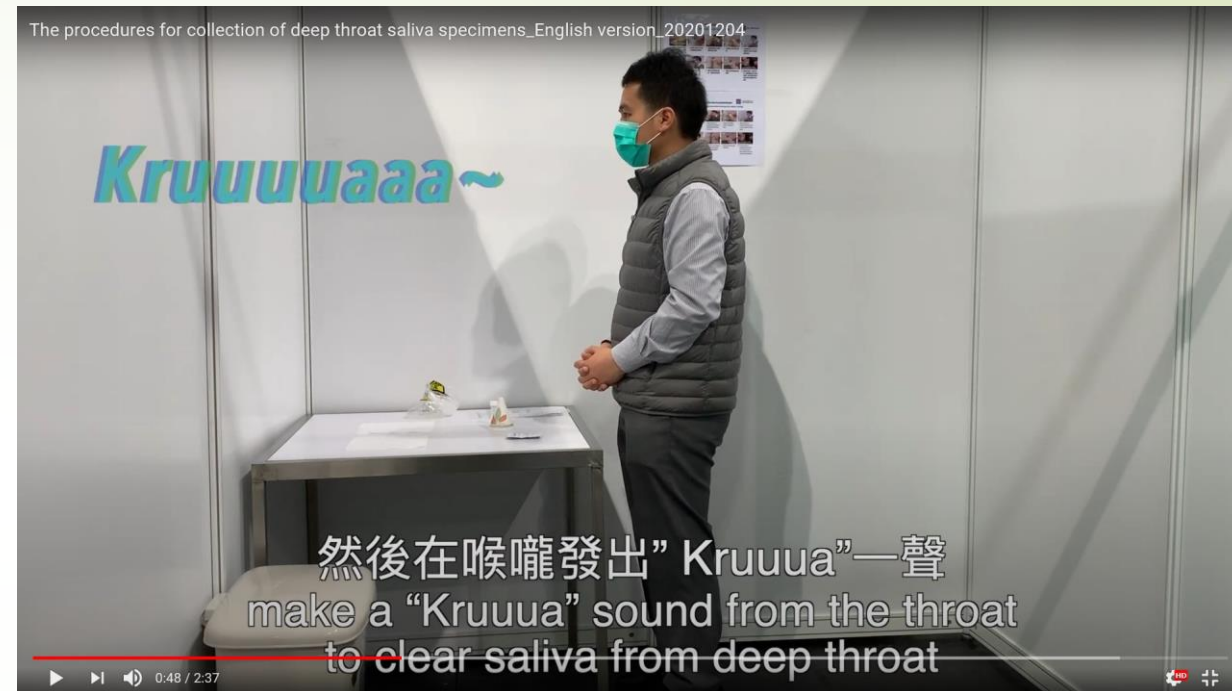 The procedures for collection of deep throat saliva specimens_English version_20201204
Kruuuuaaa~
然後在喉嚨發出” Kruuua”一聲
make a “Kruuua” sound from the throat
to clear saliva from deep throat
0:48 / 2:37
HD